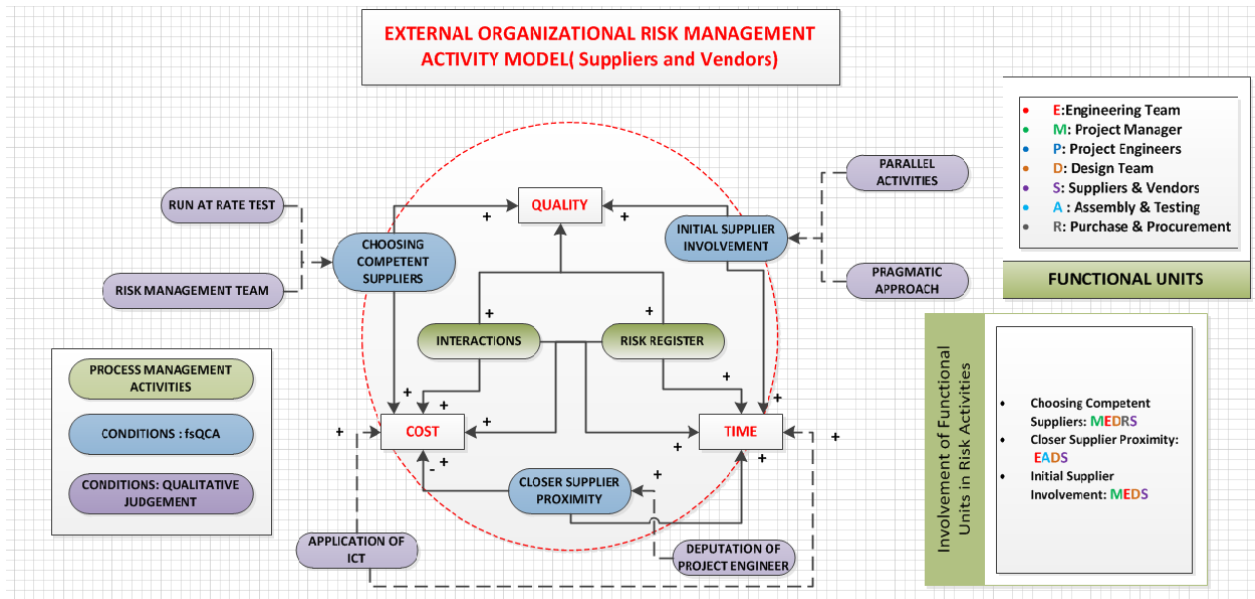 EXTERNAL ORGANIZATIONAL RISK MANAGEMENT
ACTIVITY MODEL( Suppliers and Vendors)
E:Engineering Team
M: Project Manager
P: Project Engineers
D: Design Team
S: Suppliers & Vendors
A : Assembly & Testing
R: Purchase & Procurement
FUNCTIONAL UNITS
PARALLEL
ACTIVITIES
RUN AT RATE TEST
QUALITY
+
+
INITIAL SUPPLIER
INVOLVEMENT
CHOOSING
COMPETENT
SUPPLIERS
RISK MANAGEMENT TEAM
PRAGMATIC
APPROACH
+
+
INTERACTIONS
RISK REGISTER
PROCESS MANAGEMENT
ACTIVITIES
CONDITIONS : fsQCA
CONDITIONS: QUALITATIVE
JUDGEMENT
+
+
+
+
+
COST
+
+
TIME
+
+
- +
+
CLOSER SUPPLIER
PROXIMITY
+
APPLICATION OF
ICT
DEPUTATION OF
PROJECT ENGINEER
Involvement of Functional
Units in Risk Activities
Choosing Competent
Suppliers: MEDRS
Closer Supplier Proximity:
EADS
Initial Supplier
Involvement: MEDS